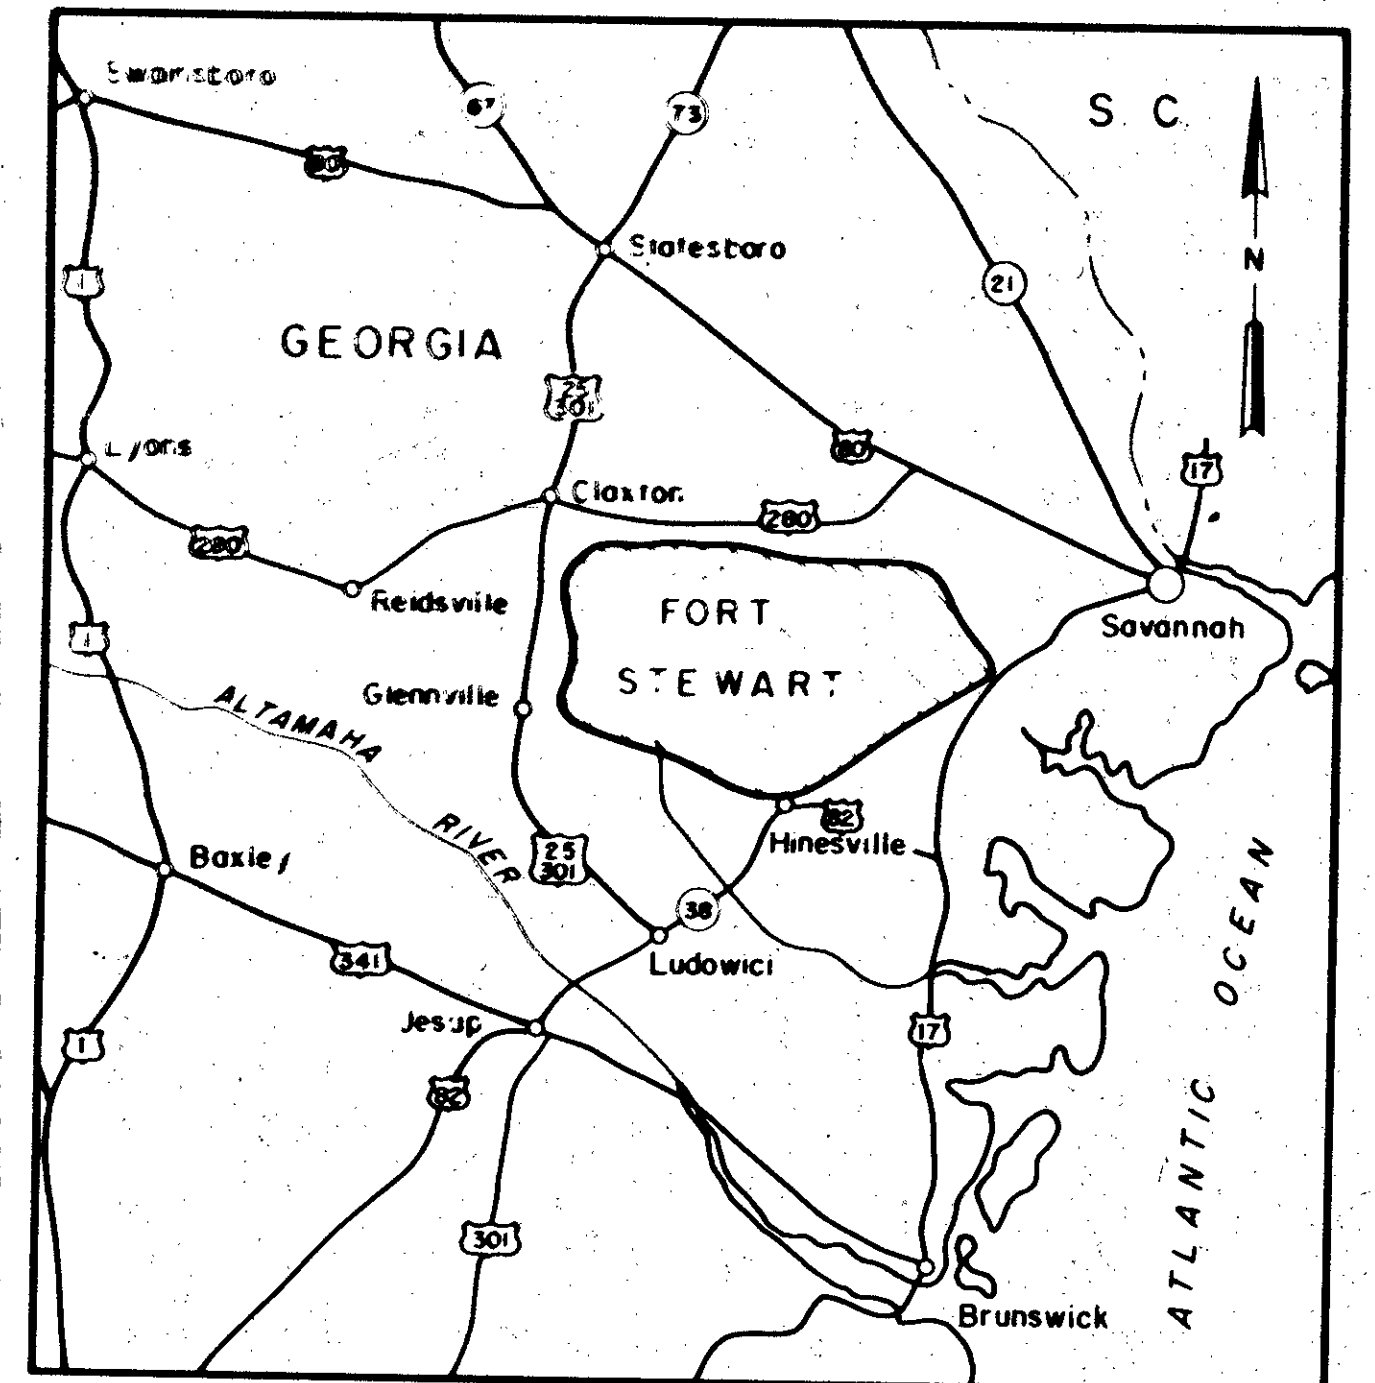 Swainsboro
67
73
S C
80
Statesboro
1
21
N
GEORGIA
25
301
Lyons
80
17
Claxton
280
280
Reidsville
FORT
Savannah
1
STEWART
Glennville
ALTAMAHA
RIVER
82
Hinesville
Baxley
25
301
38
341
Ludowici
OCEAN
Jesup
17
1
82
ATLANTIC
301
Brunswick